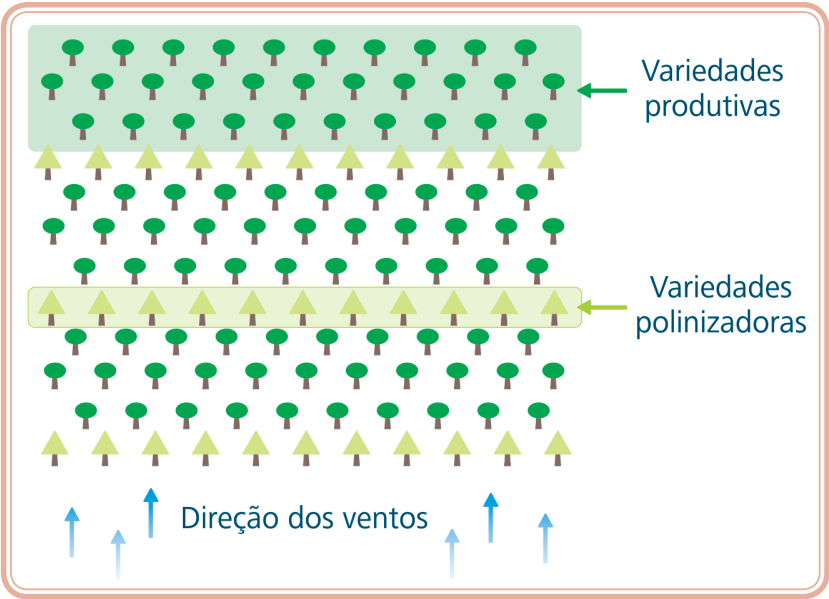 Variedades
produtivas
Variedades
polinizadoras
Direção dos ventos